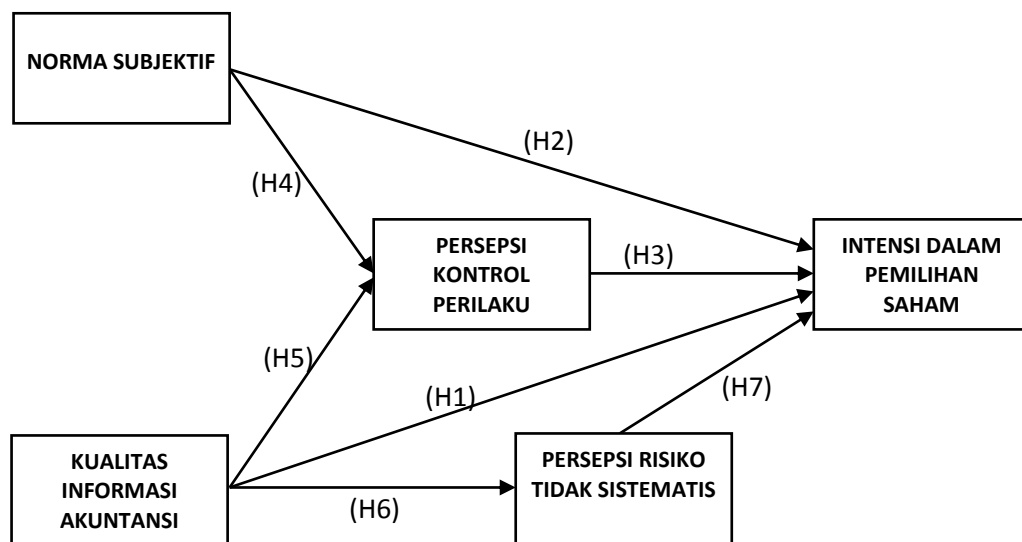 NORMA SUBJEKTIF
(H2)
(H4)
PERSEPSI
KONTROL
PERILAKU
(H3)
INTENSI DALAM
PEMILIHAN
SAHAM
(H5)
(H1)
(H7)
KUALITAS
INFORMASI
AKUNTANSI
(H6)
PERSEPSI RISIKO
TIDAK SISTEMATIS